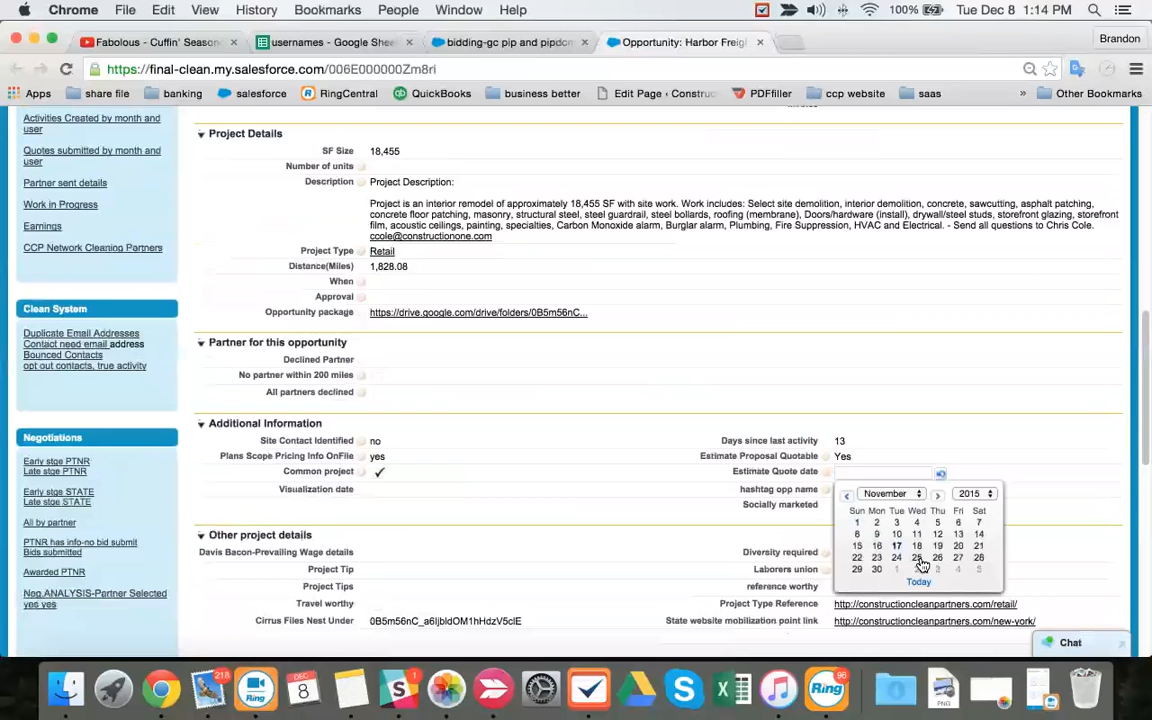 Chrome File Edit View History Bookmarks People Window Help 100% Tue Dec 8 1:14 PM
Fabolous - Cuffin' Season × usernames - Google Shee × bidding-gc pip and pipdcm × Opportunity: Harbor Freigh × Brandon
https://final-clean.my.salesforce.com/006E000000Zm8ri
Apps share file banking salesforce RingCentral QuickBooks business better Edit Page ‹ Construc PDFfiller ccp website saas » Other Bookmarks
Activities Created by month and
user
Quotes submitted by month and
user
Partner sent details
Work in Progress
Earnings
CCP Network Cleaning Partners
Clean System
Duplicate Email Addresses
Contact need email address
Bounced Contacts
opt out contacts, true activity
Negotiations
Early stge PTNR
Late stge PTNR
Early stge STATE
Late stge STATE
All by partner
PTNR has info-no bid submit
Bids submitted
Awarded PTNR
Neg.ANALYSIS-Partner Selected
yes yes
Project Details
SF Size 18,455
Number of units
Description Project Description:
Project is an interior remodel of approximately 18,455 SF with site work. Work includes: Select site demolition, interior demolition, concrete, sawcutting, asphalt patching,
concrete floor patching, masonry, structural steel, steel guardrail, steel bollards, roofing (membrane), Doors/hardware (install), drywall/steel studs, storefront glazing, storefront
film, acoustic ceilings, painting, specialties, Carbon Monoxide alarm, Burglar alarm, Plumbing, Fire Suppression, HVAC and Electrical. - Send all questions to Chris Cole.
ccole@constructionone.com
Project Type Retail
Distance(Miles) 1,828.08
When
Approval
Opportunity package https://drive.google.com/drive/folders/0B5m56nC...
Partner for this opportunity
Declined Partner
No partner within 200 miles
All partners declined
Additional Information
Site Contact Identified no Days since last activity 13
Plans Scope Pricing Info OnFile yes Estimate Proposal Quotable Yes
Common project ✓ Estimate Quote date
Visualization date hashtag opp name
Socially marketed
November 2015
Sun Mon Tue Wed Thu Fri Sat
1 2 3 4 5 6 7
8 9 10 11 12 13 14
15 16 17 18 19 20 21
22 23 24 25 26 27 28
29 30 1 2 3 4 5
Today
Other project details
Davis Bacon-Prevailing Wage details Diversity required
Project Tip Laborers union
Project Tips reference worthy
Travel worthy Project Type Reference http://constructioncleanpartners.com/retail/
Cirrus Files Nest Under 0B5m56nC_a6ljbldOM1hHdzV5clE State website mobilization point link http://constructioncleanpartners.com/new-york/
Chat
218
Ring
DEC
8
1
Ring
96
PNG